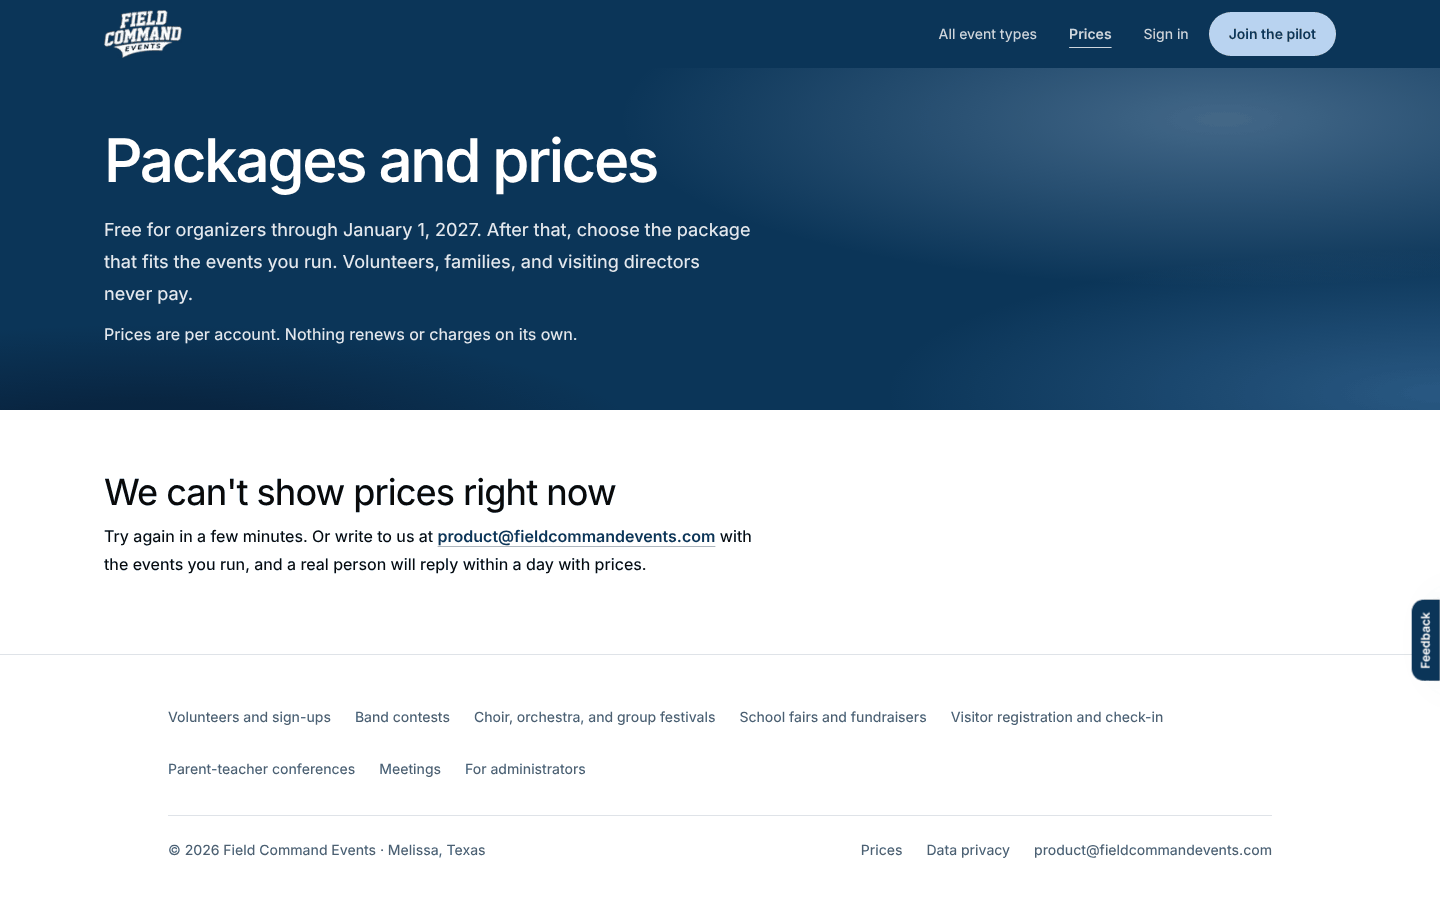 FIELD
COMMAND
EVENTS
All event types
Prices
Sign in
Join the pilot
Packages and prices
Free for organizers through January 1, 2027. After that, choose the package
that fits the events you run. Volunteers, families, and visiting directors
never pay.
Prices are per account. Nothing renews or charges on its own.
We can't show prices right now
Try again in a few minutes. Or write to us at product@fieldcommandevents.com with
the events you run, and a real person will reply within a day with prices.
Feedback
Volunteers and sign-ups
Band contests
Choir, orchestra, and group festivals
School fairs and fundraisers
Visitor registration and check-in
Parent-teacher conferences
Meetings
For administrators
© 2026 Field Command Events · Melissa, Texas
Prices
Data privacy
product@fieldcommandevents.com